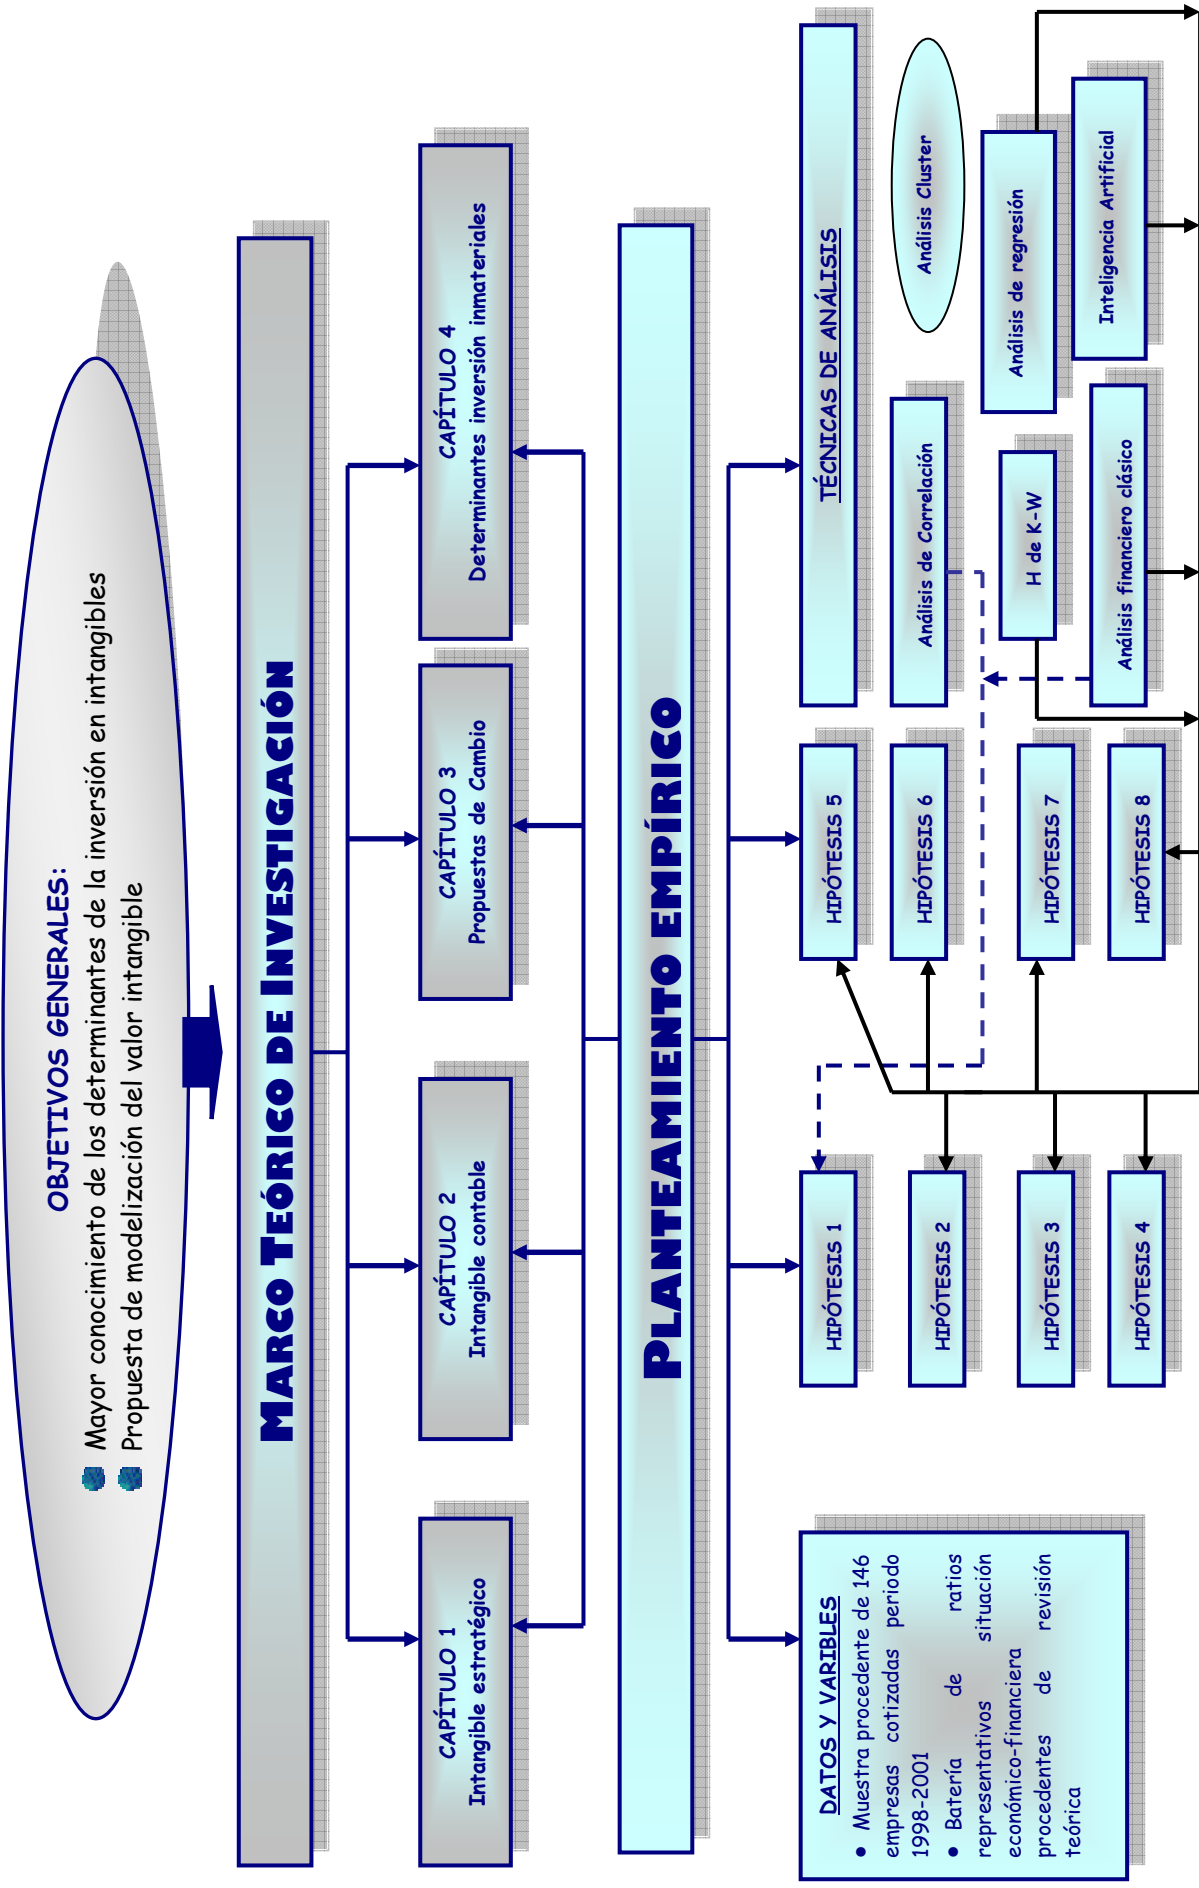 OBJETIVOS GENERALES:
Mayor conocimiento de los determinantes de la inversión en intangibles
Propuesta de modelización del valor intangible
MARCO TEÓRICO DE INVESTIGACIÓN
CAPÍTULO 1
Intangible estratégico
CAPÍTULO 2
Intangible contable
CAPÍTULO 3
Propuestas de Cambio
CAPÍTULO 4
Determinantes inversión inmateriales
PLANTEAMIENTO EMPÍRICO
DATOS Y VARIBLES
• Muestra procedente de 146
empresas cotizadas periodo
1998-2001
• Batería de ratios
representativos situación
económico-financiera
procedentes de revisión
teórica
HIPÓTESIS 1
HIPÓTESIS 2
HIPÓTESIS 3
HIPÓTESIS 4
HIPÓTESIS 5
HIPÓTESIS 6
HIPÓTESIS 7
HIPÓTESIS 8
TÉCNICAS DE ANÁLISIS
Análisis de Correlación
Análisis Cluster
H de K-W
Análisis de regresión
Análisis financiero clásico
Inteligencia Artificial